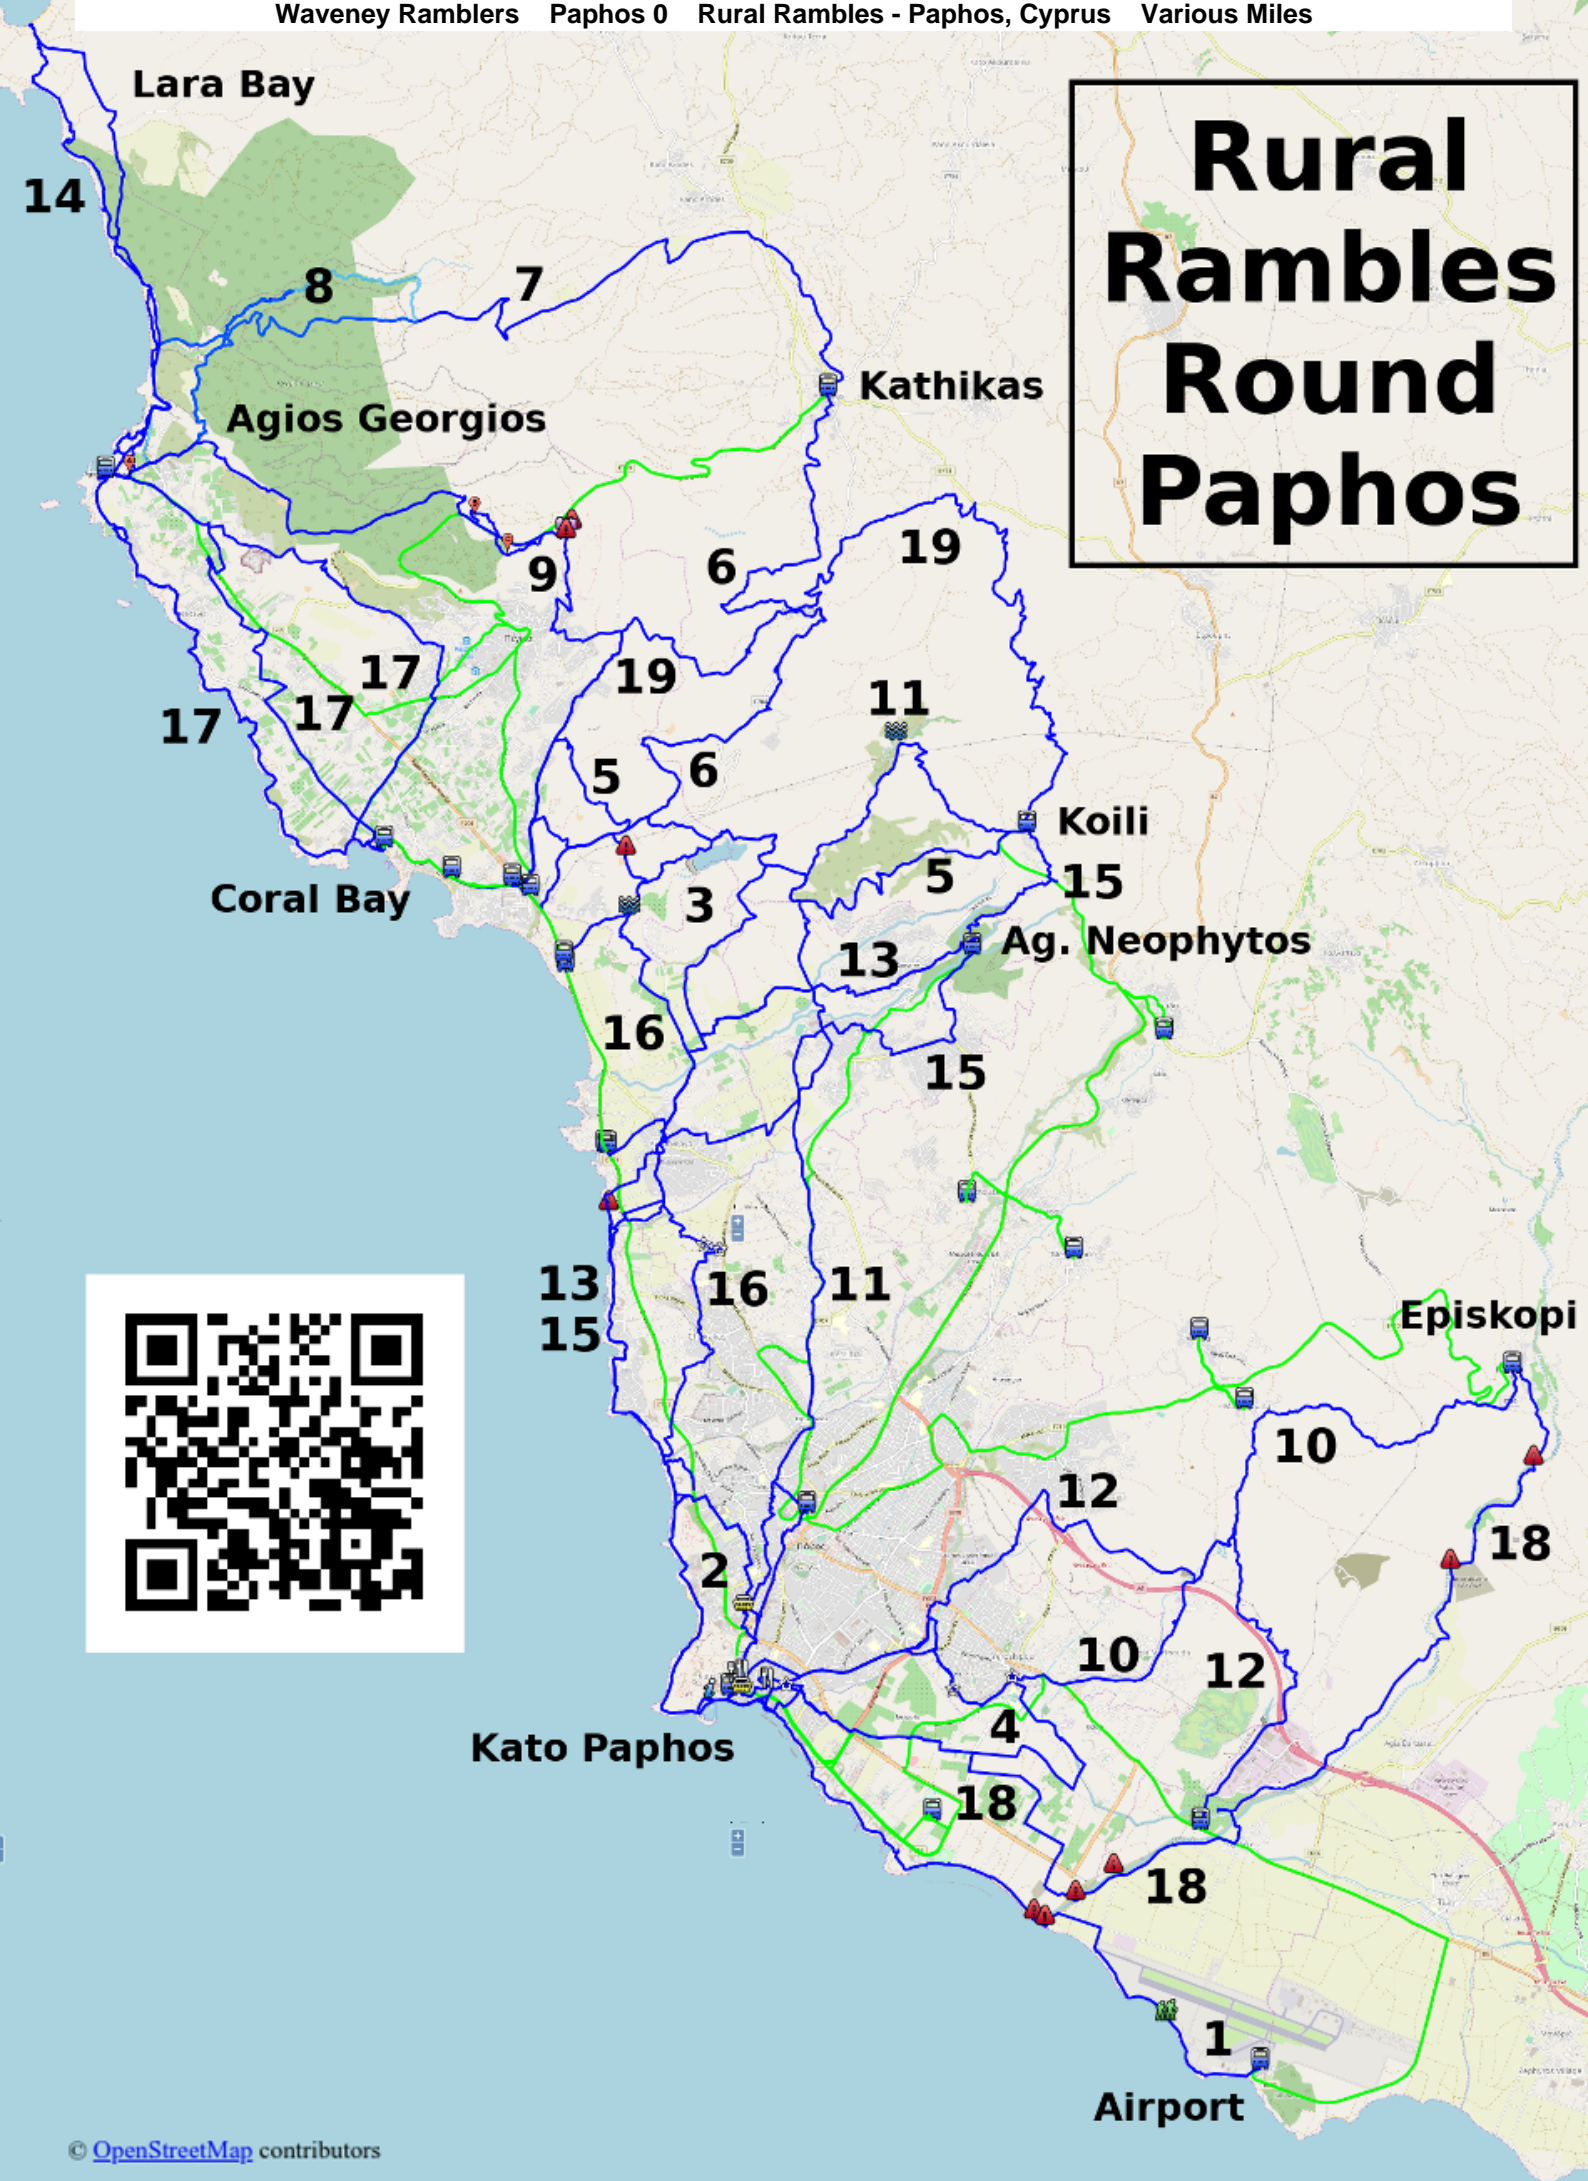 Waveney Ramblers Paphos 0 Rural Rambles - Paphos, Cyprus Various Miles
Lara Bay
Rural
Rambles
Round
Paphos
14
8
7
Kathikas
Agios Georgios
19
6
9
17
19
11
17
17
5
6
Koili
Coral Bay
5
15
3
13
Ag. Neophytos
16
15
13
16
11
15
Episkopi
10
12
18
2
10
12
4
Kato Paphos
18
18
1
Airport
© OpenStreetMap contributors